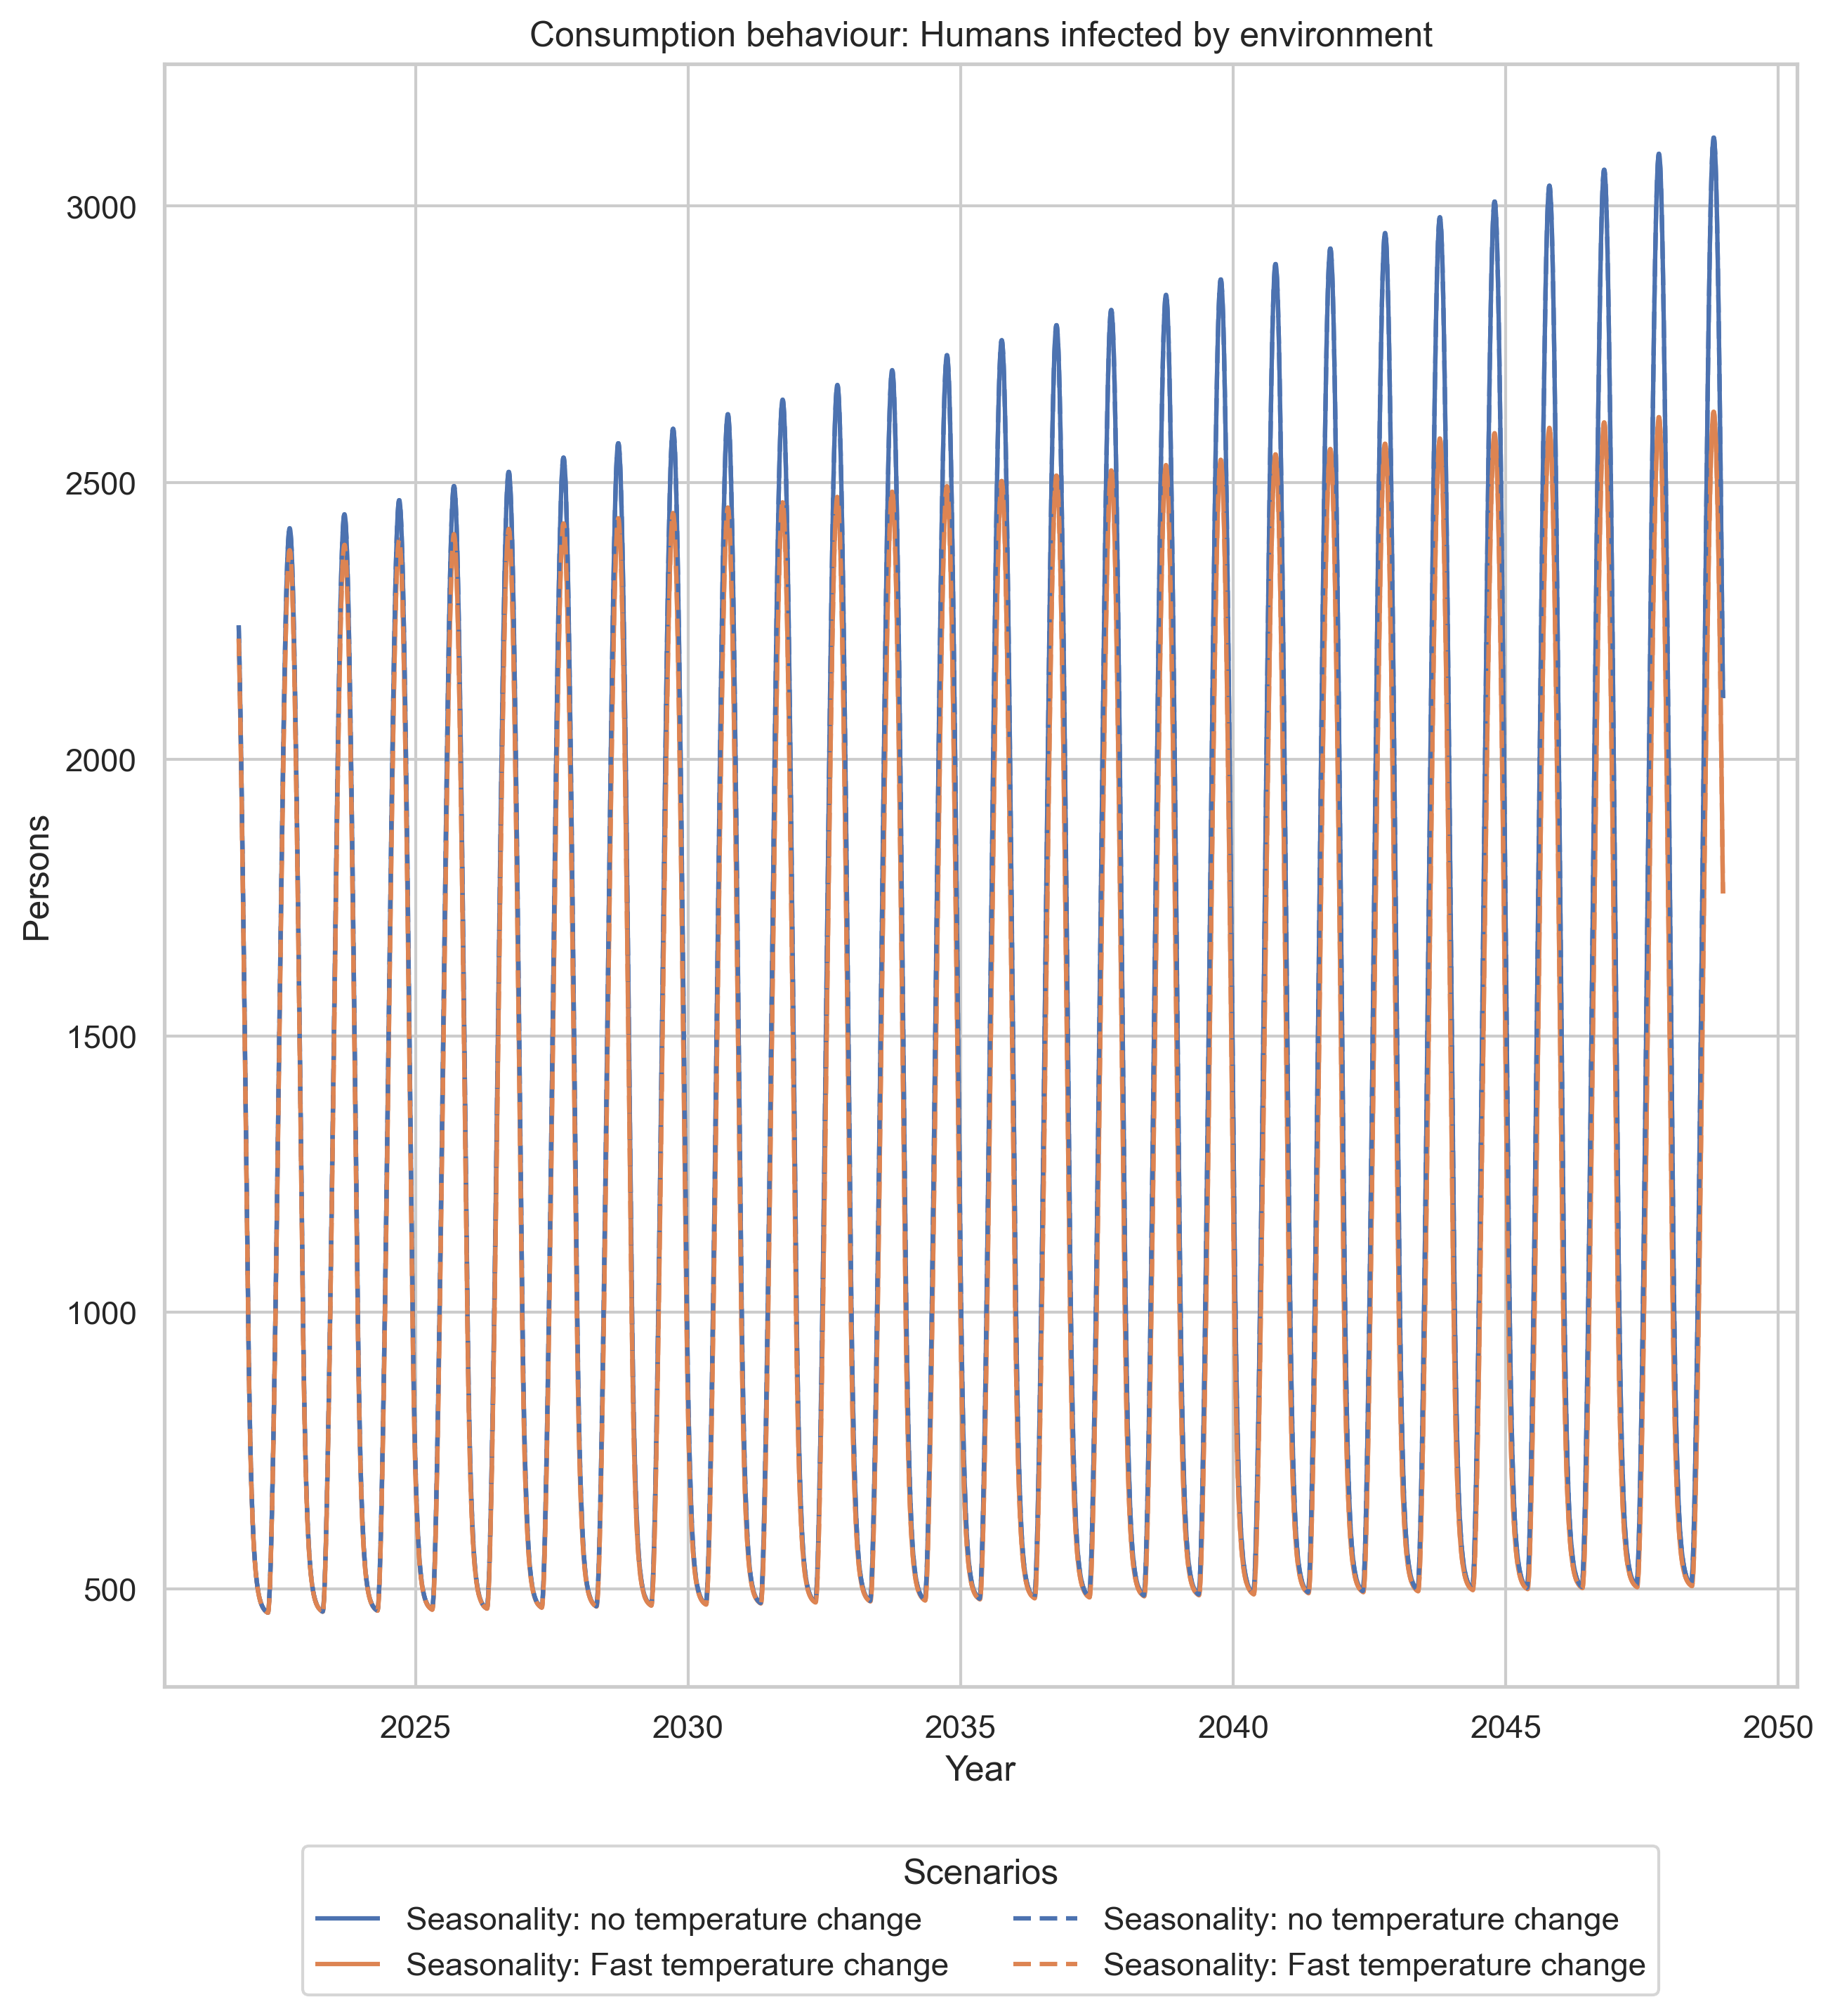 Consumption behaviour: Humans infected by environment
3000
2500
2000
1500
1000
500
Persons
2025 2030 2035 2040 2045 2050
Year
Scenarios
Seasonality: no temperature change Seasonality: no temperature change
Seasonality: Fast temperature change Seasonality: Fast temperature change